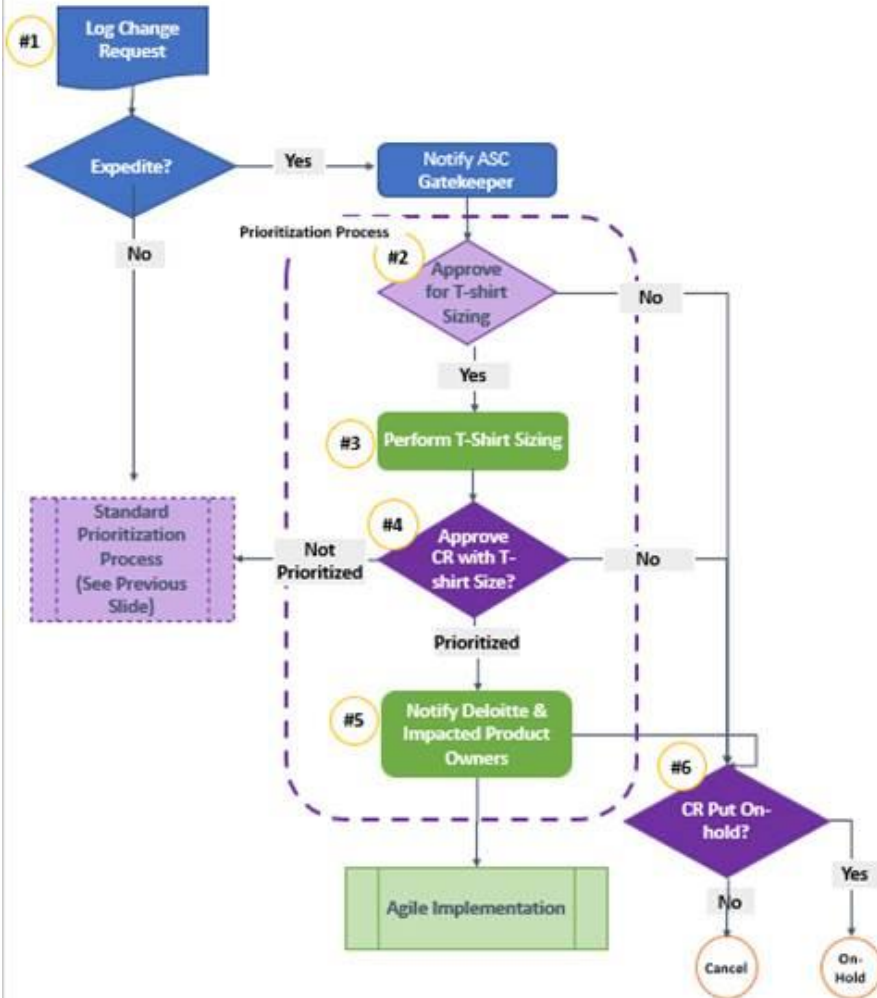 #1
Log Change
Request
Expedite?
Yes
Notify ASC
Gatekeeper
No
Prioritization Process
#2
Approve
for T-shirt
Sizing
No
Yes
#3
Perform T-Shirt Sizing
Standard
Prioritization
Process
(See Previous
Slide)
Not
Prioritized
#4
Approve
CR with T-
shirt Size?
No
Prioritized
#5
Notify Deloitte &
Impacted Product
Owners
#6
CR Put On-
hold?
Agile Implementation
No
Yes
Cancel
On-
Hold